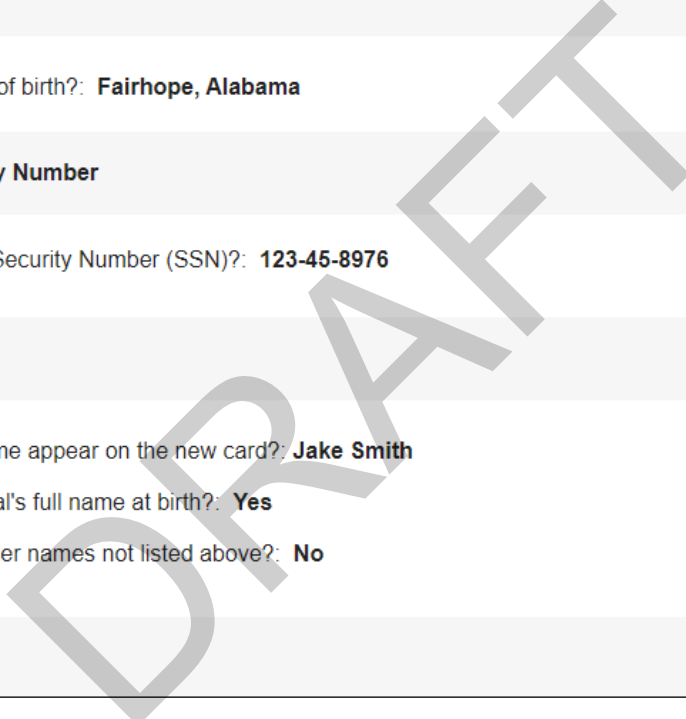 of birth?: Fairhope, Alabama
y Number
Security Number (SSN)?: 123-45-8976
me appear on the new card?: Jake Smith
al's full name at birth?: Yes
er names not listed above?: No
DRAFT